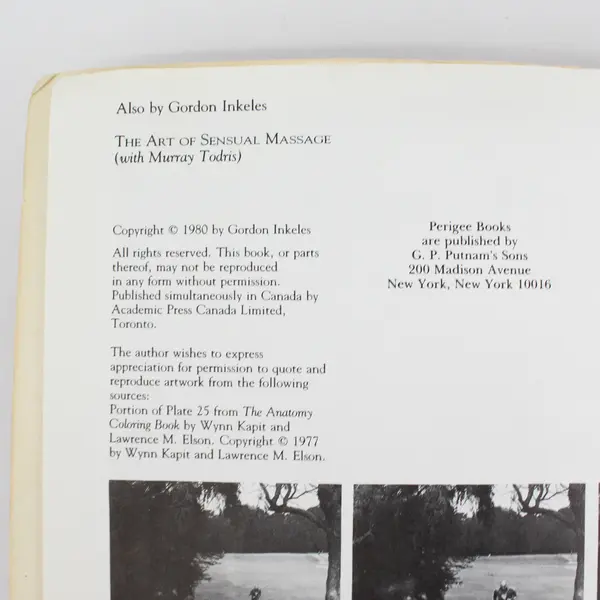 Also by Gordon Inkeles
THE ART OF SENSUAL MASSAGE
(with Murray Todris)
Copyright © 1980 by Gordon Inkeles
All rights reserved. This book, or parts
thereof, may not be reproduced
in any form without permission.
Published simultaneously in Canada by
Academic Press Canada Limited,
Toronto.
The author wishes to express
appreciation for permission to quote and
reproduce artwork from the following
sources:
Portion of Plate 25 from The Anatomy
Coloring Book by Wynn Kapit and
Lawrence M. Elson. Copyright © 1977
by Wynn Kapit and Lawrence M. Elson.
Perigee Books
are published by
G. P. Putnam's Sons
200 Madison Avenue
New York, New York 10016